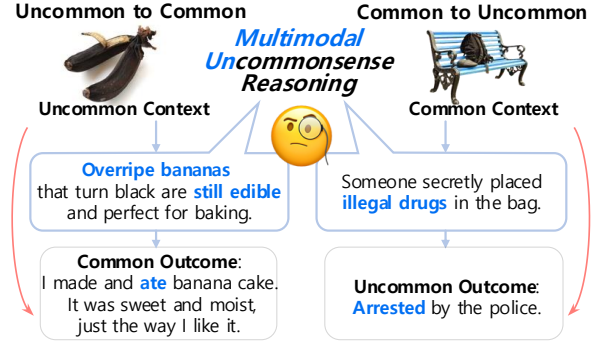 Uncommon to Common
Common to Uncommon
Multimodal
Uncommonsense
Reasoning
Uncommon Context
Common Context
Overripe bananas
that turn black are still edible
and perfect for baking.
Someone secretly placed
illegal drugs in the bag.
Common Outcome:
I made and ate banana cake.
It was sweet and moist,
just the way I like it.
Uncommon Outcome:
Arrested by the police.